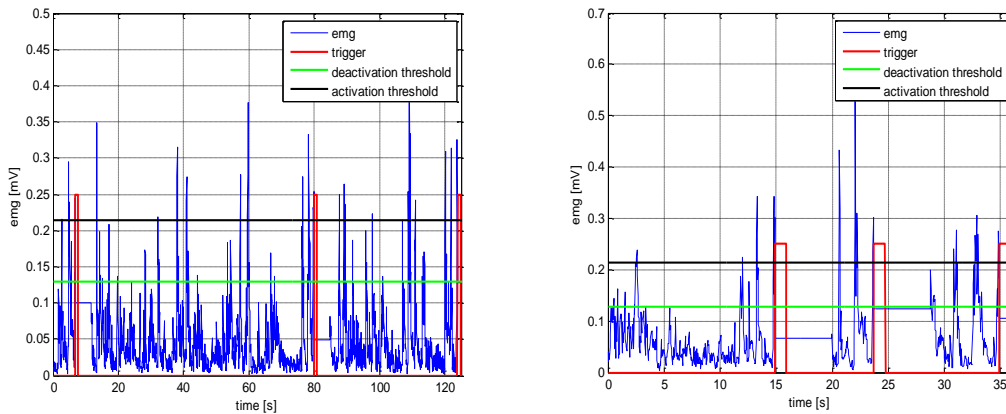 0.5
0.45
0.4
0.35
0.3
0.25
0.2
0.15
0.1
0.05
0
emg [mV]
0 20 40 60 80 100 120
time [s]
emg
trigger
deactivation threshold
activation threshold
0.7
0.6
0.5
0.4
0.3
0.2
0.1
0
emg [mV]
0 5 10 15 20 25 30 35
time [s]
emg
trigger
deactivation threshold
activation threshold